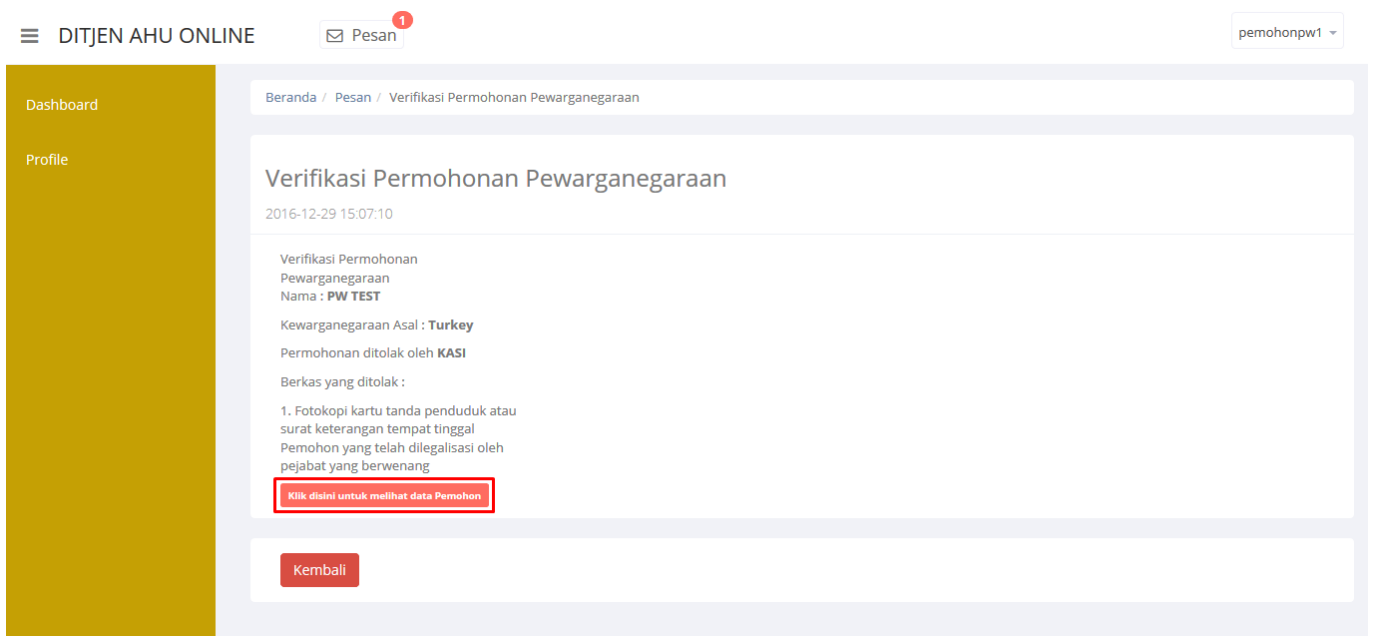 DITJEN AHU ONLINE
Pesan
1
pemohonpw1
Dashboard
Profile
Beranda / Pesan / Verifikasi Permohonan Pewarganegaraan
Verifikasi Permohonan Pewarganegaraan
2016-12-29 15:07:10
Verifikasi Permohonan
Pewarganegaraan
Nama : PW TEST
Kewarganegaraan Asal : Turkey
Permohonan ditolak oleh KASI
Berkas yang ditolak :
1. Fotokopi kartu tanda penduduk atau
surat keterangan tempat tinggal
Pemohon yang telah dilegalisasi oleh
pejabat yang berwenang
Klik disini untuk melihat data Pemohon
Kembali